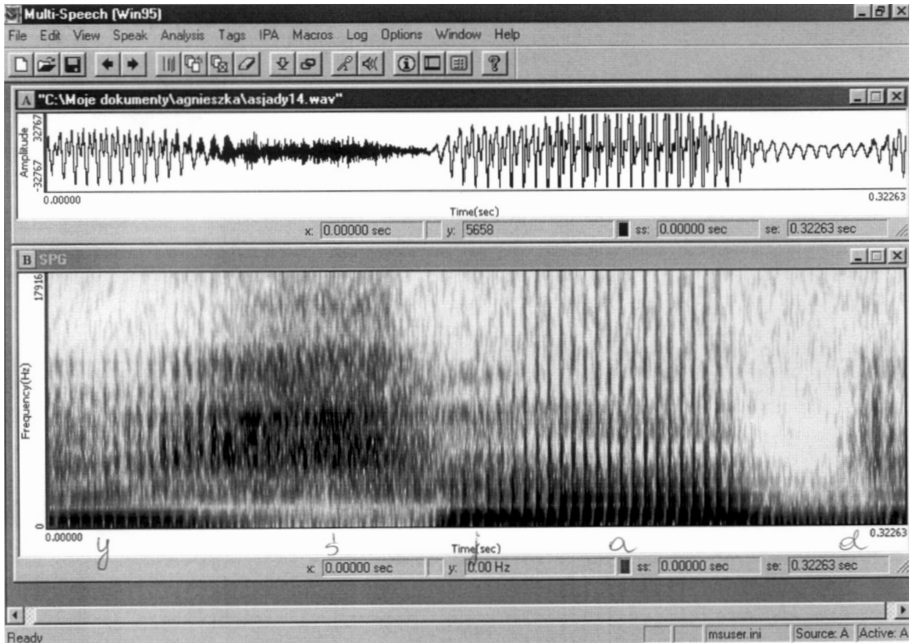 Multi-Speech (Win95)
File Edit View Speak Analysis Tags IPA Macros Log Options Window Help
A "C:\Moje dokumenty\agnieszka\asjady14.wav"
Amplitude
-32767 32767
0.00000 0.32263
Time(sec)
x: 0.00000 sec y: 5658 ss: 0.00000 sec se: 0.32263 sec
B SPG
Frequency(Hz)
0 17916
0.00000 Time(sec) 0.32263
y ś j a d
x: 0.00000 sec y: 0.00 Hz ss: 0.00000 sec se: 0.32263 sec
Ready msuser.ini Source: A Active: A